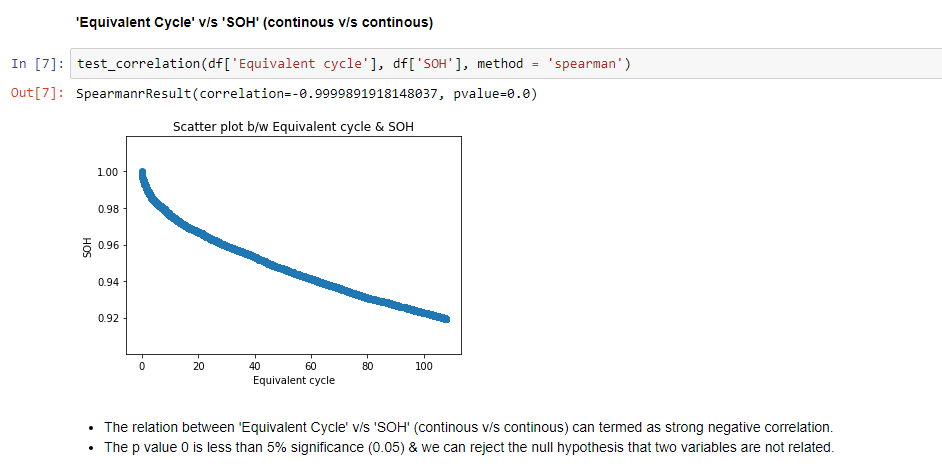 'Equivalent Cycle' v/s 'SOH' (continous v/s continous)
In [7]: test_correlation(df['Equivalent cycle'], df['SOH'], method = 'spearman')
Out[7]: SpearmanrResult(correlation=-0.9999891918148037, pvalue=0.0)
Scatter plot b/w Equivalent cycle & SOH
1.00
0.98
0.96
0.94
0.92
SOH
0 20 40 60 80 100
Equivalent cycle
• The relation between 'Equivalent Cycle' v/s 'SOH' (continous v/s continous) can termed as strong negative correlation.
• The p value 0 is less than 5% significance (0.05) & we can reject the null hypothesis that two variables are not related.